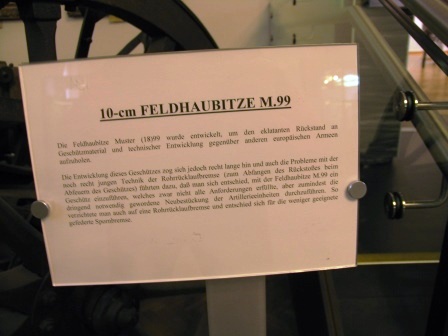 10-cm FELDHAUBITZE M.99
Die Feldhaubitze Muster (18)99 wurde entwickelt, um den eklatanten Rückstand an
Geschützmaterial und technischer Entwicklung gegenüber anderen europäischen Armeen
aufzuholen.
Die Entwicklung dieses Geschützes zog sich jedoch recht lange hin und auch die Probleme mit der
noch recht jungen Technik der Rohrrücklaufbremse (zum Abfangen des Rückstoßes beim
Abfeuern des Geschützes) führten dazu, daß man sich entschied, mit der Feldhaubitze M.99 ein
Geschütz einzuführen, welches zwar nicht alle Anforderungen erfüllte, aber zumindest die
dringend notwendig gewordene Neubestückung der Artillerieeinheiten durchzuführen. So
verzichtete man auch auf eine Rohrrücklaufbremse und entschied sich für die weniger geeignete
gefederte Spornbremse.